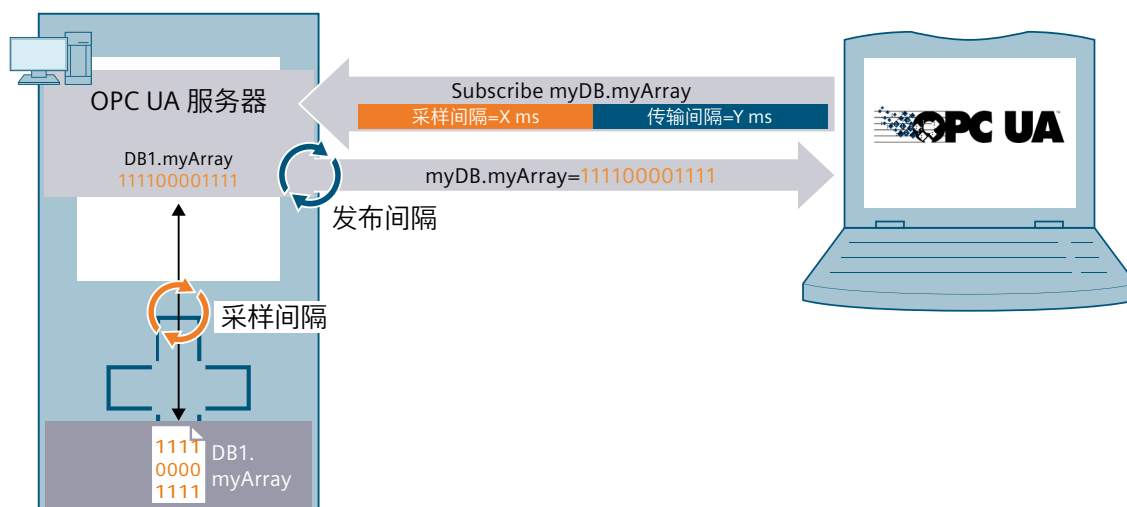 OPC UA 服务器
Subscribe myDB.myArray
采样间隔=X ms
传输间隔=Y ms
OPC UA
DB1.myArray
111100001111
myDB.myArray=111100001111
发布间隔
采样间隔
1111
0000
1111
DB1.
myArray